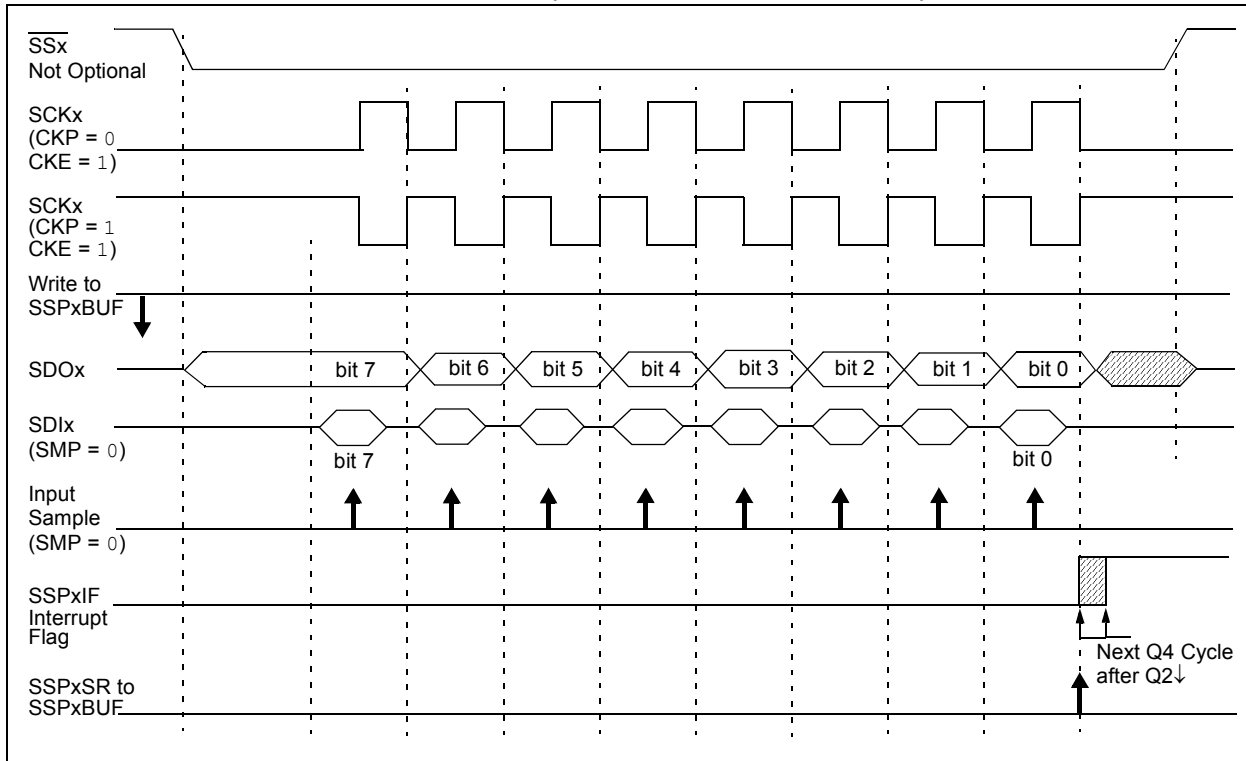 SSx
Not Optional
SCKx
(CKP = 0
CKE = 1)
SCKx
(CKP = 1
CKE = 1)
Write to
SSPxBUF
SDOx
bit 7
bit 6
bit 5
bit 4
bit 3
bit 2
bit 1
bit 0
SDIx
(SMP = 0)
bit 7
bit 0
Input
Sample
(SMP = 0)
SSPxIF
Interrupt
Flag
Next Q4 Cycle
after Q2↓
SSPxSR to
SSPxBUF